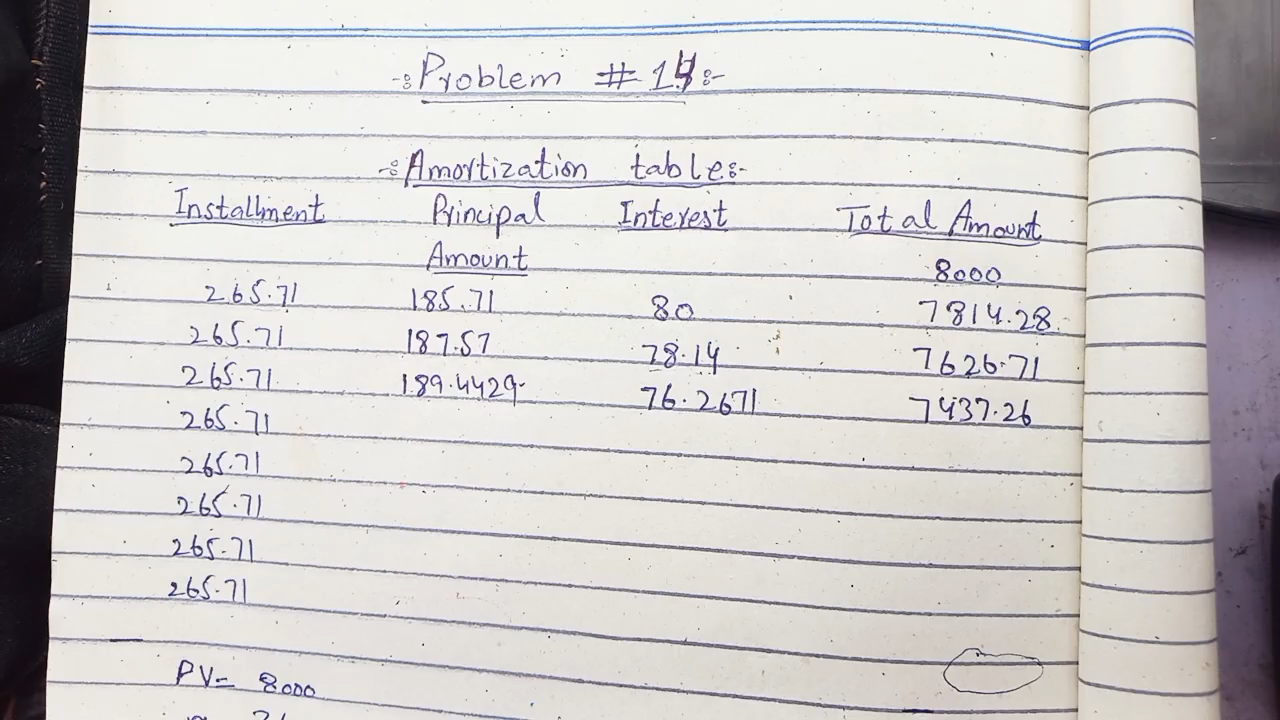 -:Problem # 14:-
-:Amortization table:-
Installment Principal Interest Total Amount
Amount 8000
265.71 185.71 80 7814.28
265.71 187.57 78.14 7626.71
265.71 189.4429 76.2671 7437.26
265.71
265.71
265.71
265.71
265.71
PV= 8000